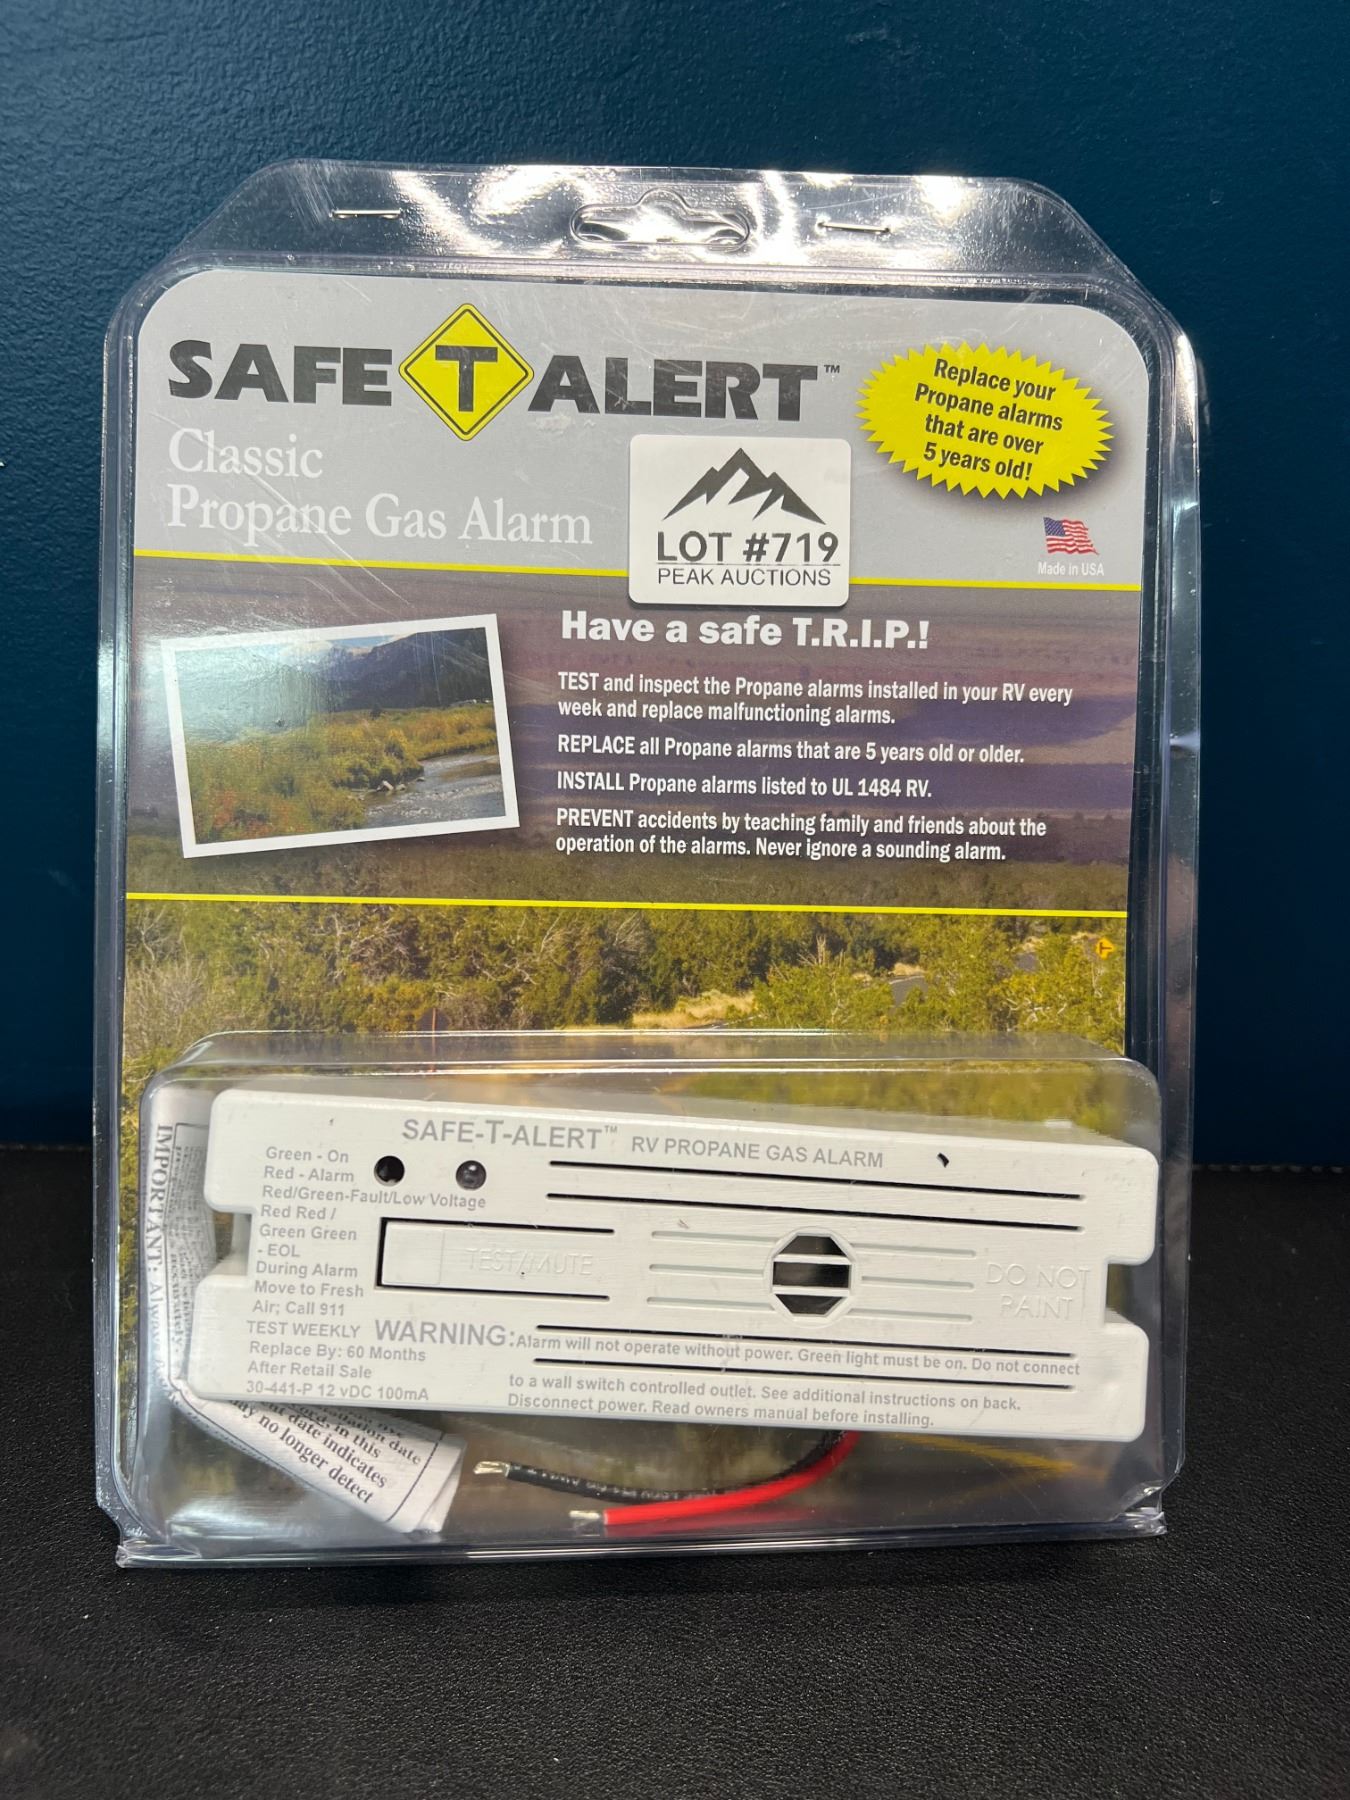 SAFE T ALERT™
Classic
Propane Gas Alarm
Replace your
Propane alarms
that are over
5 years old!
LOT #719
PEAK AUCTIONS
Made in USA
Have a safe T.R.I.P.!
TEST and inspect the Propane alarms installed in your RV every
week and replace malfunctioning alarms.
REPLACE all Propane alarms that are 5 years old or older.
INSTALL Propane alarms listed to UL 1484 RV.
PREVENT accidents by teaching family and friends about the
operation of the alarms. Never ignore a sounding alarm.
SAFE-T-ALERT™ RV PROPANE GAS ALARM
Green - On
Red - Alarm
Red/Green-Fault/Low Voltage
Red Red /
Green Green
- EOL
During Alarm
Move to Fresh
Air; Call 911
TEST WEEKLY
Replace By: 60 Months
After Retail Sale
30-441-P 12 vDC 100mA
TEST/MUTE
DO NOT
PAINT
WARNING: Alarm will not operate without power. Green light must be on. Do not connect
to a wall switch controlled outlet. See additional instructions on back.
Disconnect power. Read owners manual before installing.
IMPORTANT:
date
in this
date indicates
may no longer detect